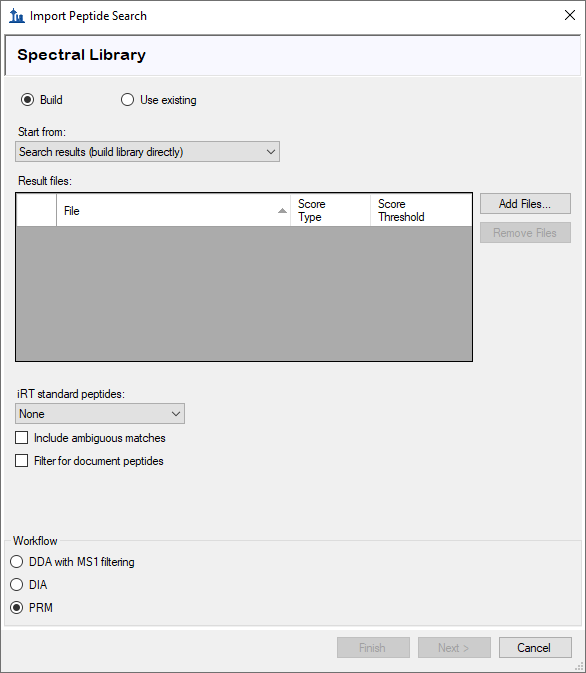 Import Peptide Search
Spectral Library
Build
Use existing
Start from:
Search results (build library directly)
Result files:
File
Score Type
Score Threshold
Add Files...
Remove Files
iRT standard peptides:
None
Include ambiguous matches
Filter for document peptides
Workflow
DDA with MS1 filtering
DIA
PRM
Finish
Next >
Cancel